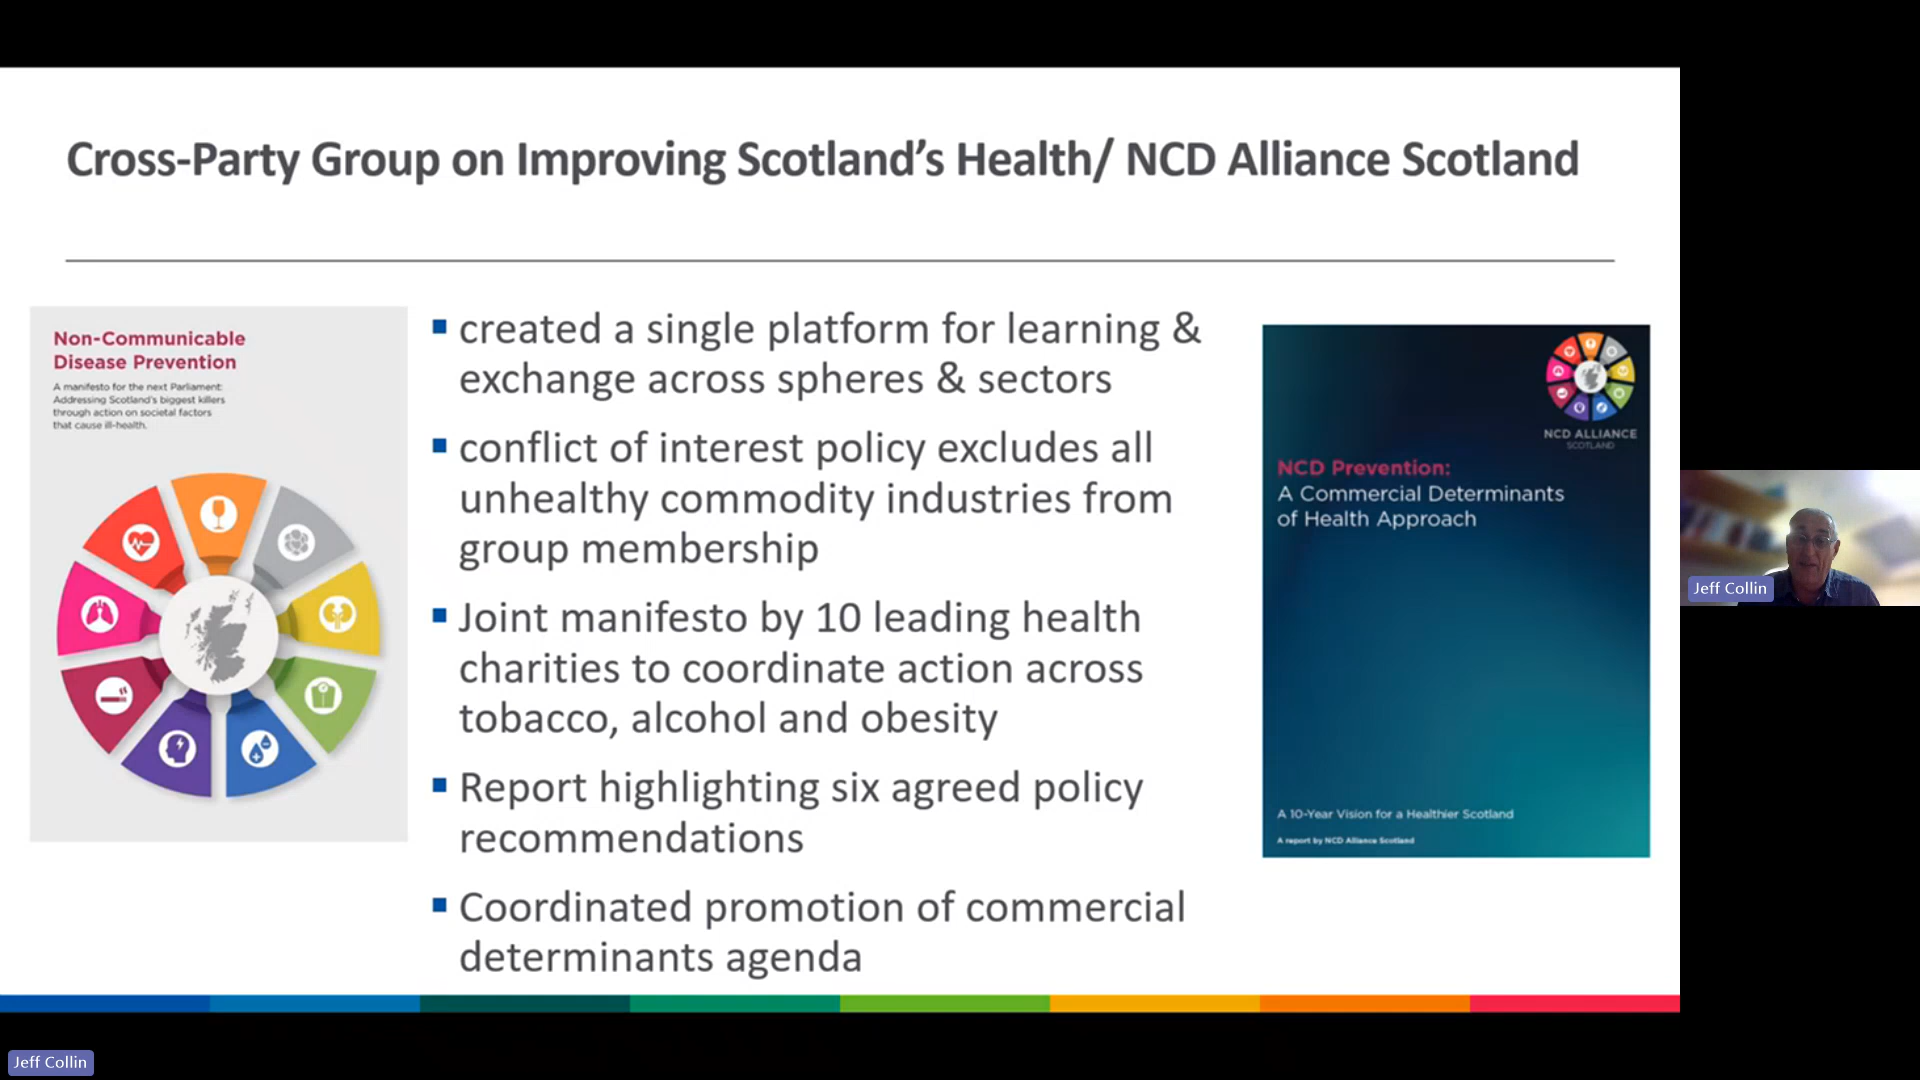 Cross-Party Group on Improving Scotland's Health/ NCD Alliance Scotland
Non-Communicable
Disease Prevention
A manifesto for the next Parliament:
Addressing Scotland's biggest killers
through action on societal factors
that cause ill-health.
created a single platform for learning &
exchange across spheres & sectors
conflict of interest policy excludes all
unhealthy commodity industries from
group membership
Joint manifesto by 10 leading health
charities to coordinate action across
tobacco, alcohol and obesity
Report highlighting six agreed policy
recommendations
Coordinated promotion of commercial
determinants agenda
NCD ALLIANCE
SCOTLAND
NCD Prevention:
A Commercial Determinants
of Health Approach
A 10-Year Vision for a Healthier Scotland
A report by NCD Alliance Scotland
Jeff Collin
Jeff Collin